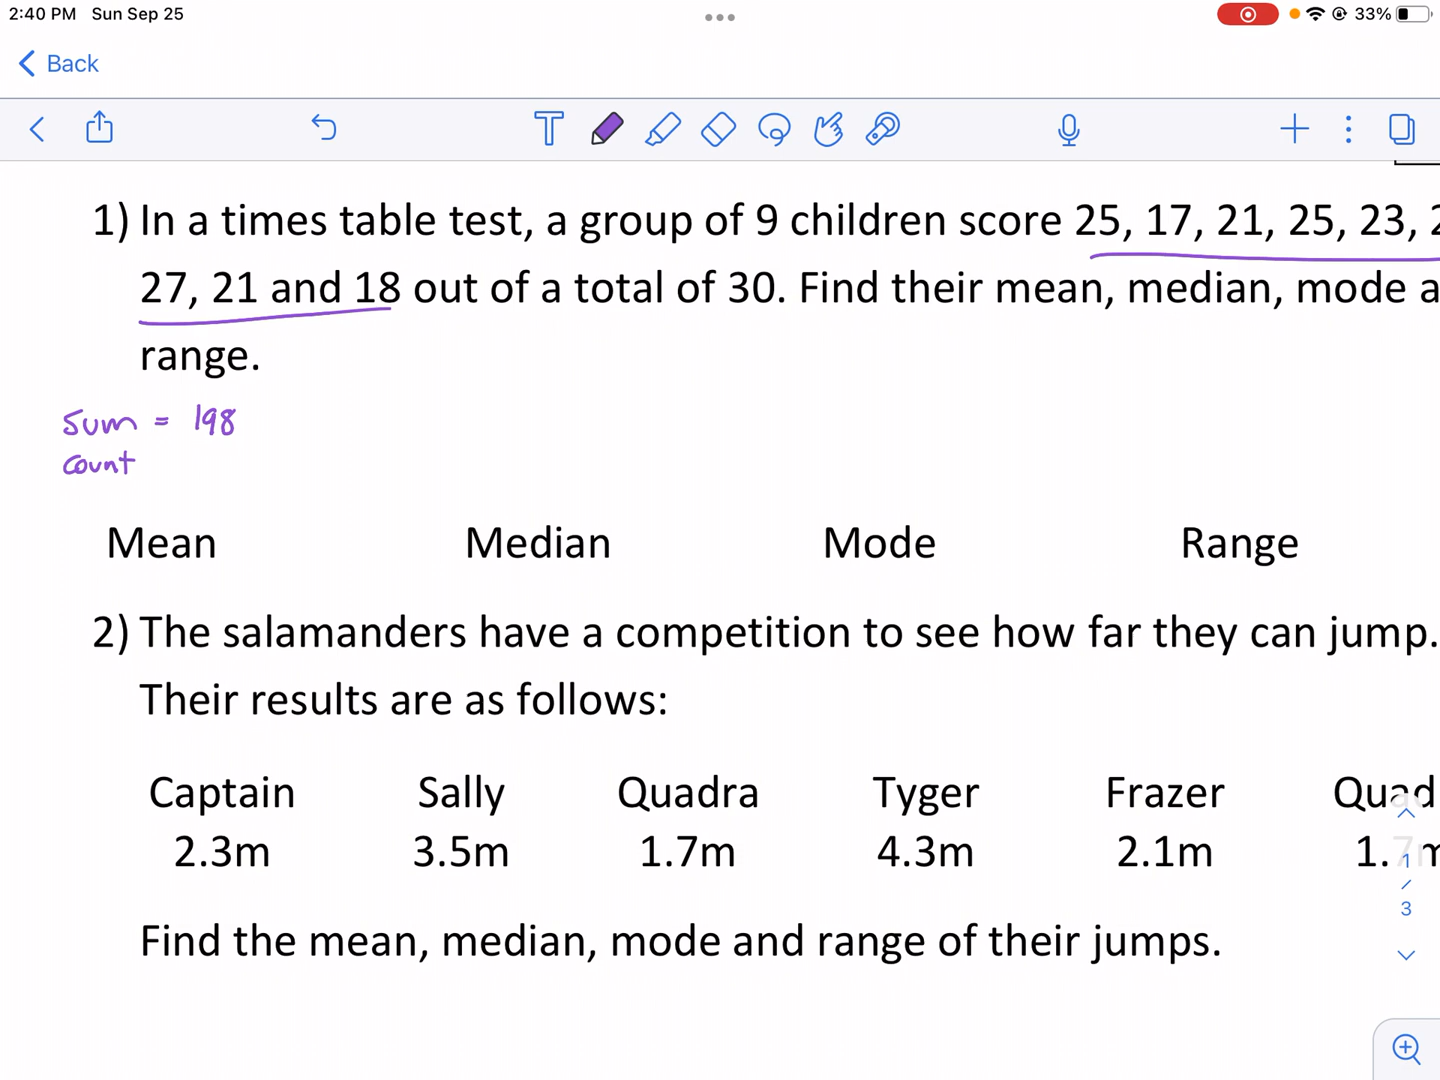 2:40 PM Sun Sep 25
33%
Back
1) In a times table test, a group of 9 children score 25, 17, 21, 25, 23, 2
27, 21 and 18 out of a total of 30. Find their mean, median, mode a
range.
sum = 198
count
Mean Median Mode Range
2) The salamanders have a competition to see how far they can jump.
Their results are as follows:
Captain Sally Quadra Tyger Frazer Quad
2.3m 3.5m 1.7m 4.3m 2.1m 1.7m
1
/
3
Find the mean, median, mode and range of their jumps.